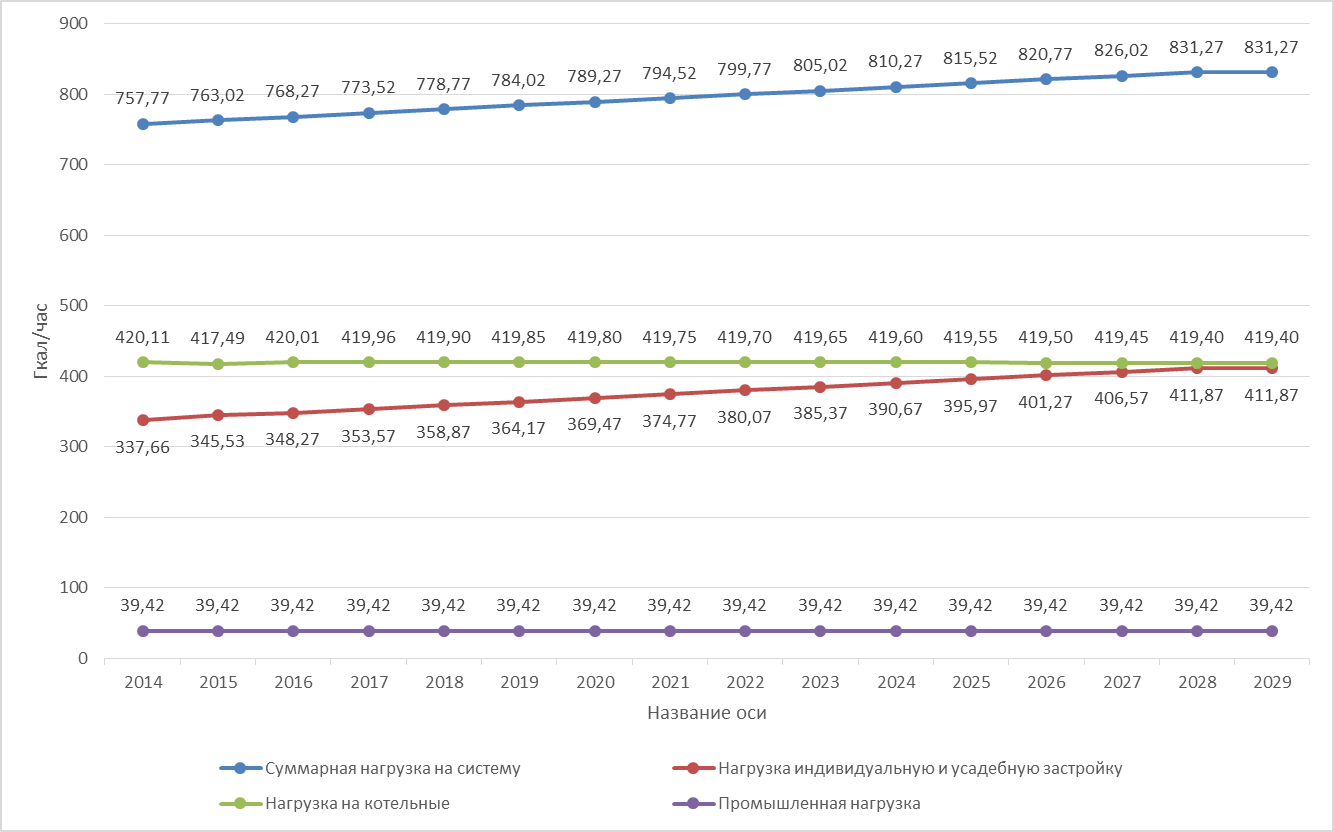 900
757,77 763,02 768,27 773,52 778,77 784,02 789,27 794,52 799,77 805,02 810,27 815,52 820,77 826,02 831,27 831,27
800
700
600
500
Гкал/час
420,11 417,49 420,01 419,96 419,90 419,85 419,80 419,75 419,70 419,65 419,60 419,55 419,50 419,45 419,40 419,40
400
337,66 345,53 348,27 353,57 358,87 364,17 369,47 374,77 380,07 385,37 390,67 395,97 401,27 406,57 411,87 411,87
300
200
100
39,42 39,42 39,42 39,42 39,42 39,42 39,42 39,42 39,42 39,42 39,42 39,42 39,42 39,42 39,42 39,42
0
2014 2015 2016 2017 2018 2019 2020 2021 2022 2023 2024 2025 2026 2027 2028 2029
Название оси
Суммарная нагрузка на систему
Нагрузка индивидуальную и усадебную застройку
Нагрузка на котельные
Промышленная нагрузка